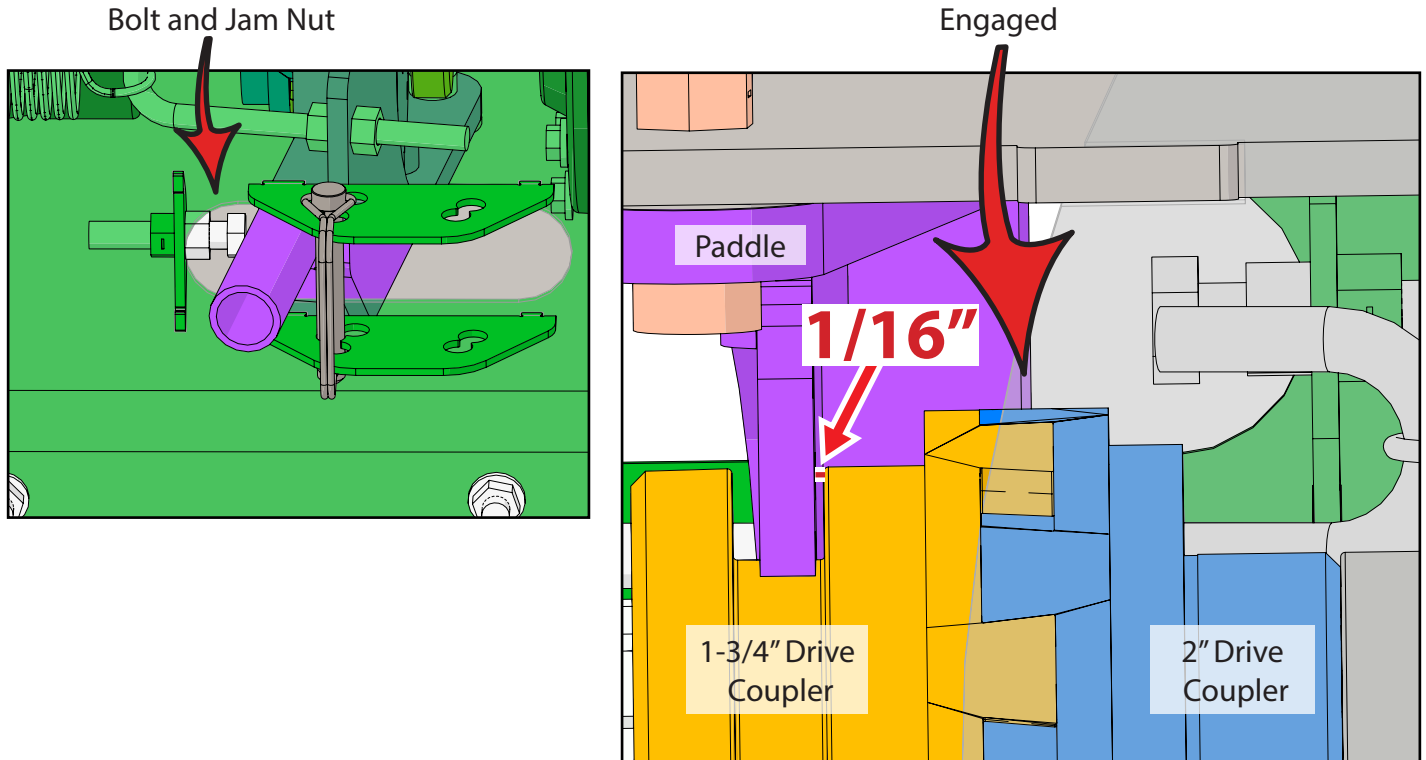 Bolt and Jam Nut
Engaged
Paddle
1/16”
1-3/4” Drive
Coupler
2” Drive
Coupler